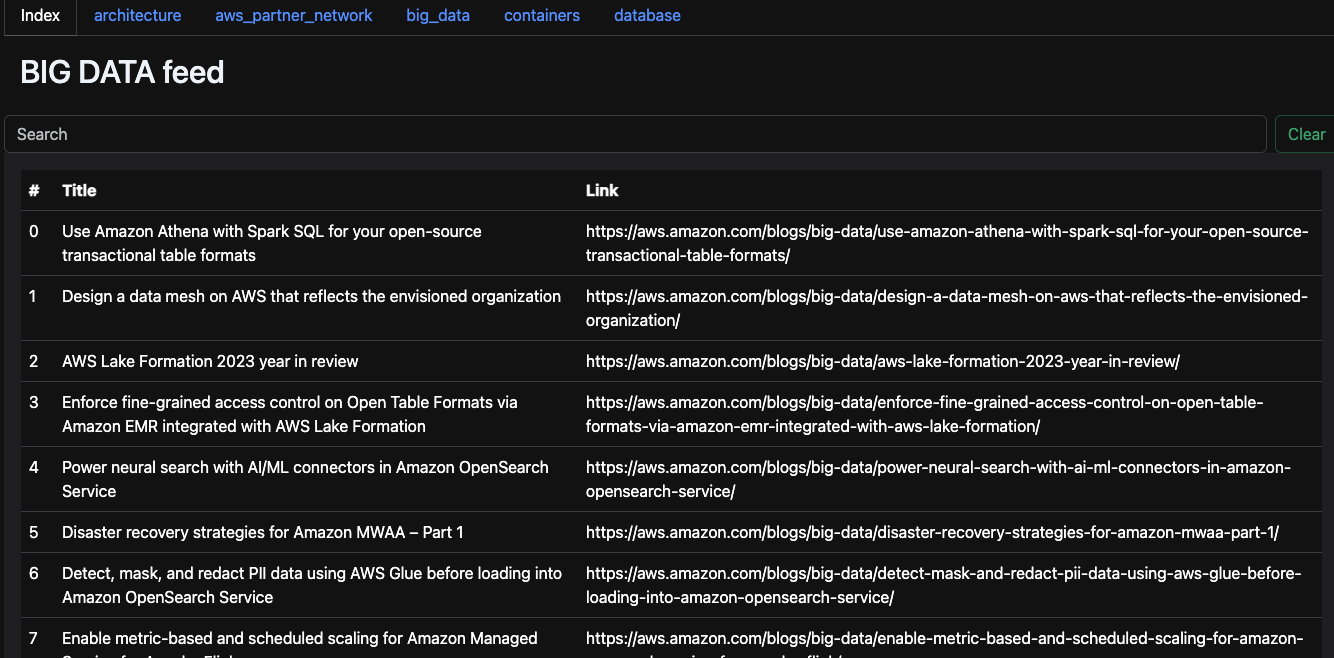 Index architecture aws_partner_network big_data containers database
BIG DATA feed
Search Clear
# Title Link
0 Use Amazon Athena with Spark SQL for your open-source
transactional table formats
https://aws.amazon.com/blogs/big-data/use-amazon-athena-with-spark-sql-for-your-open-source-
transactional-table-formats/
1 Design a data mesh on AWS that reflects the envisioned organization
https://aws.amazon.com/blogs/big-data/design-a-data-mesh-on-aws-that-reflects-the-envisioned-
organization/
2 AWS Lake Formation 2023 year in review
https://aws.amazon.com/blogs/big-data/aws-lake-formation-2023-year-in-review/
3 Enforce fine-grained access control on Open Table Formats via
Amazon EMR integrated with AWS Lake Formation
https://aws.amazon.com/blogs/big-data/enforce-fine-grained-access-control-on-open-table-
formats-via-amazon-emr-integrated-with-aws-lake-formation/
4 Power neural search with AI/ML connectors in Amazon OpenSearch
Service
https://aws.amazon.com/blogs/big-data/power-neural-search-with-ai-ml-connectors-in-amazon-
opensearch-service/
5 Disaster recovery strategies for Amazon MWAA – Part 1
https://aws.amazon.com/blogs/big-data/disaster-recovery-strategies-for-amazon-mwaa-part-1/
6 Detect, mask, and redact PII data using AWS Glue before loading into
Amazon OpenSearch Service
https://aws.amazon.com/blogs/big-data/detect-mask-and-redact-pii-data-using-aws-glue-before-
loading-into-amazon-opensearch-service/
7 Enable metric-based and scheduled scaling for Amazon Managed
https://aws.amazon.com/blogs/big-data/enable-metric-based-and-scheduled-scaling-for-amazon-